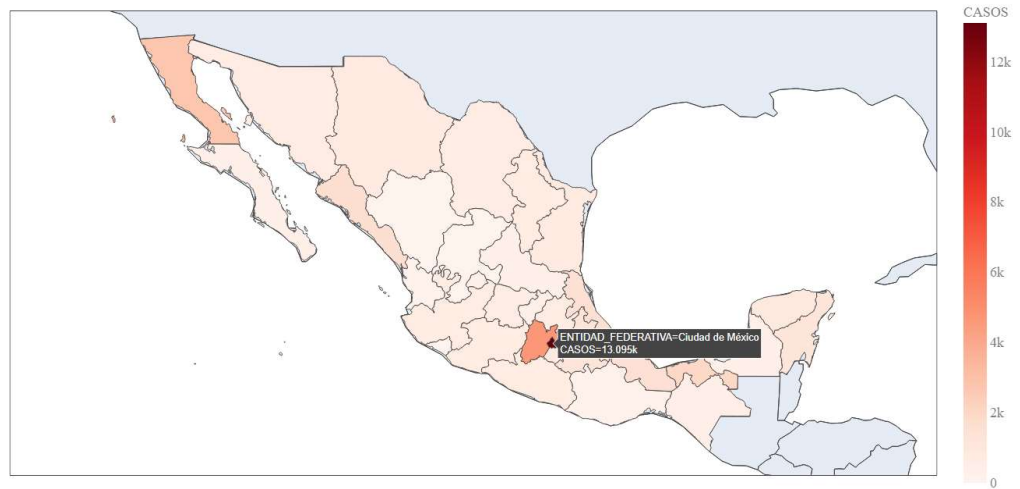 CASOS
12k
10k
8k
6k
4k
2k
0
ENTIDAD_FEDERATIVA=Ciudad de México
CASOS=13.095k